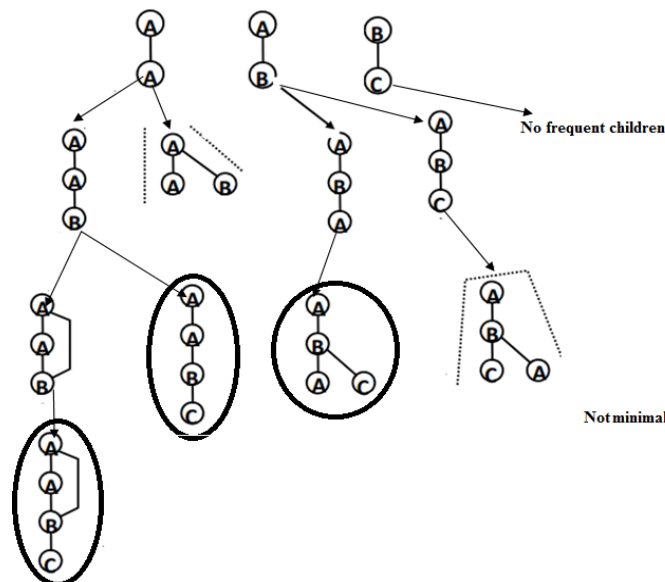 A A B
A B C
No frequent children
A A A
A A B B
B A C
A A A A
A A B B
B B A C C A
C
Not minimal
A
A
B
C